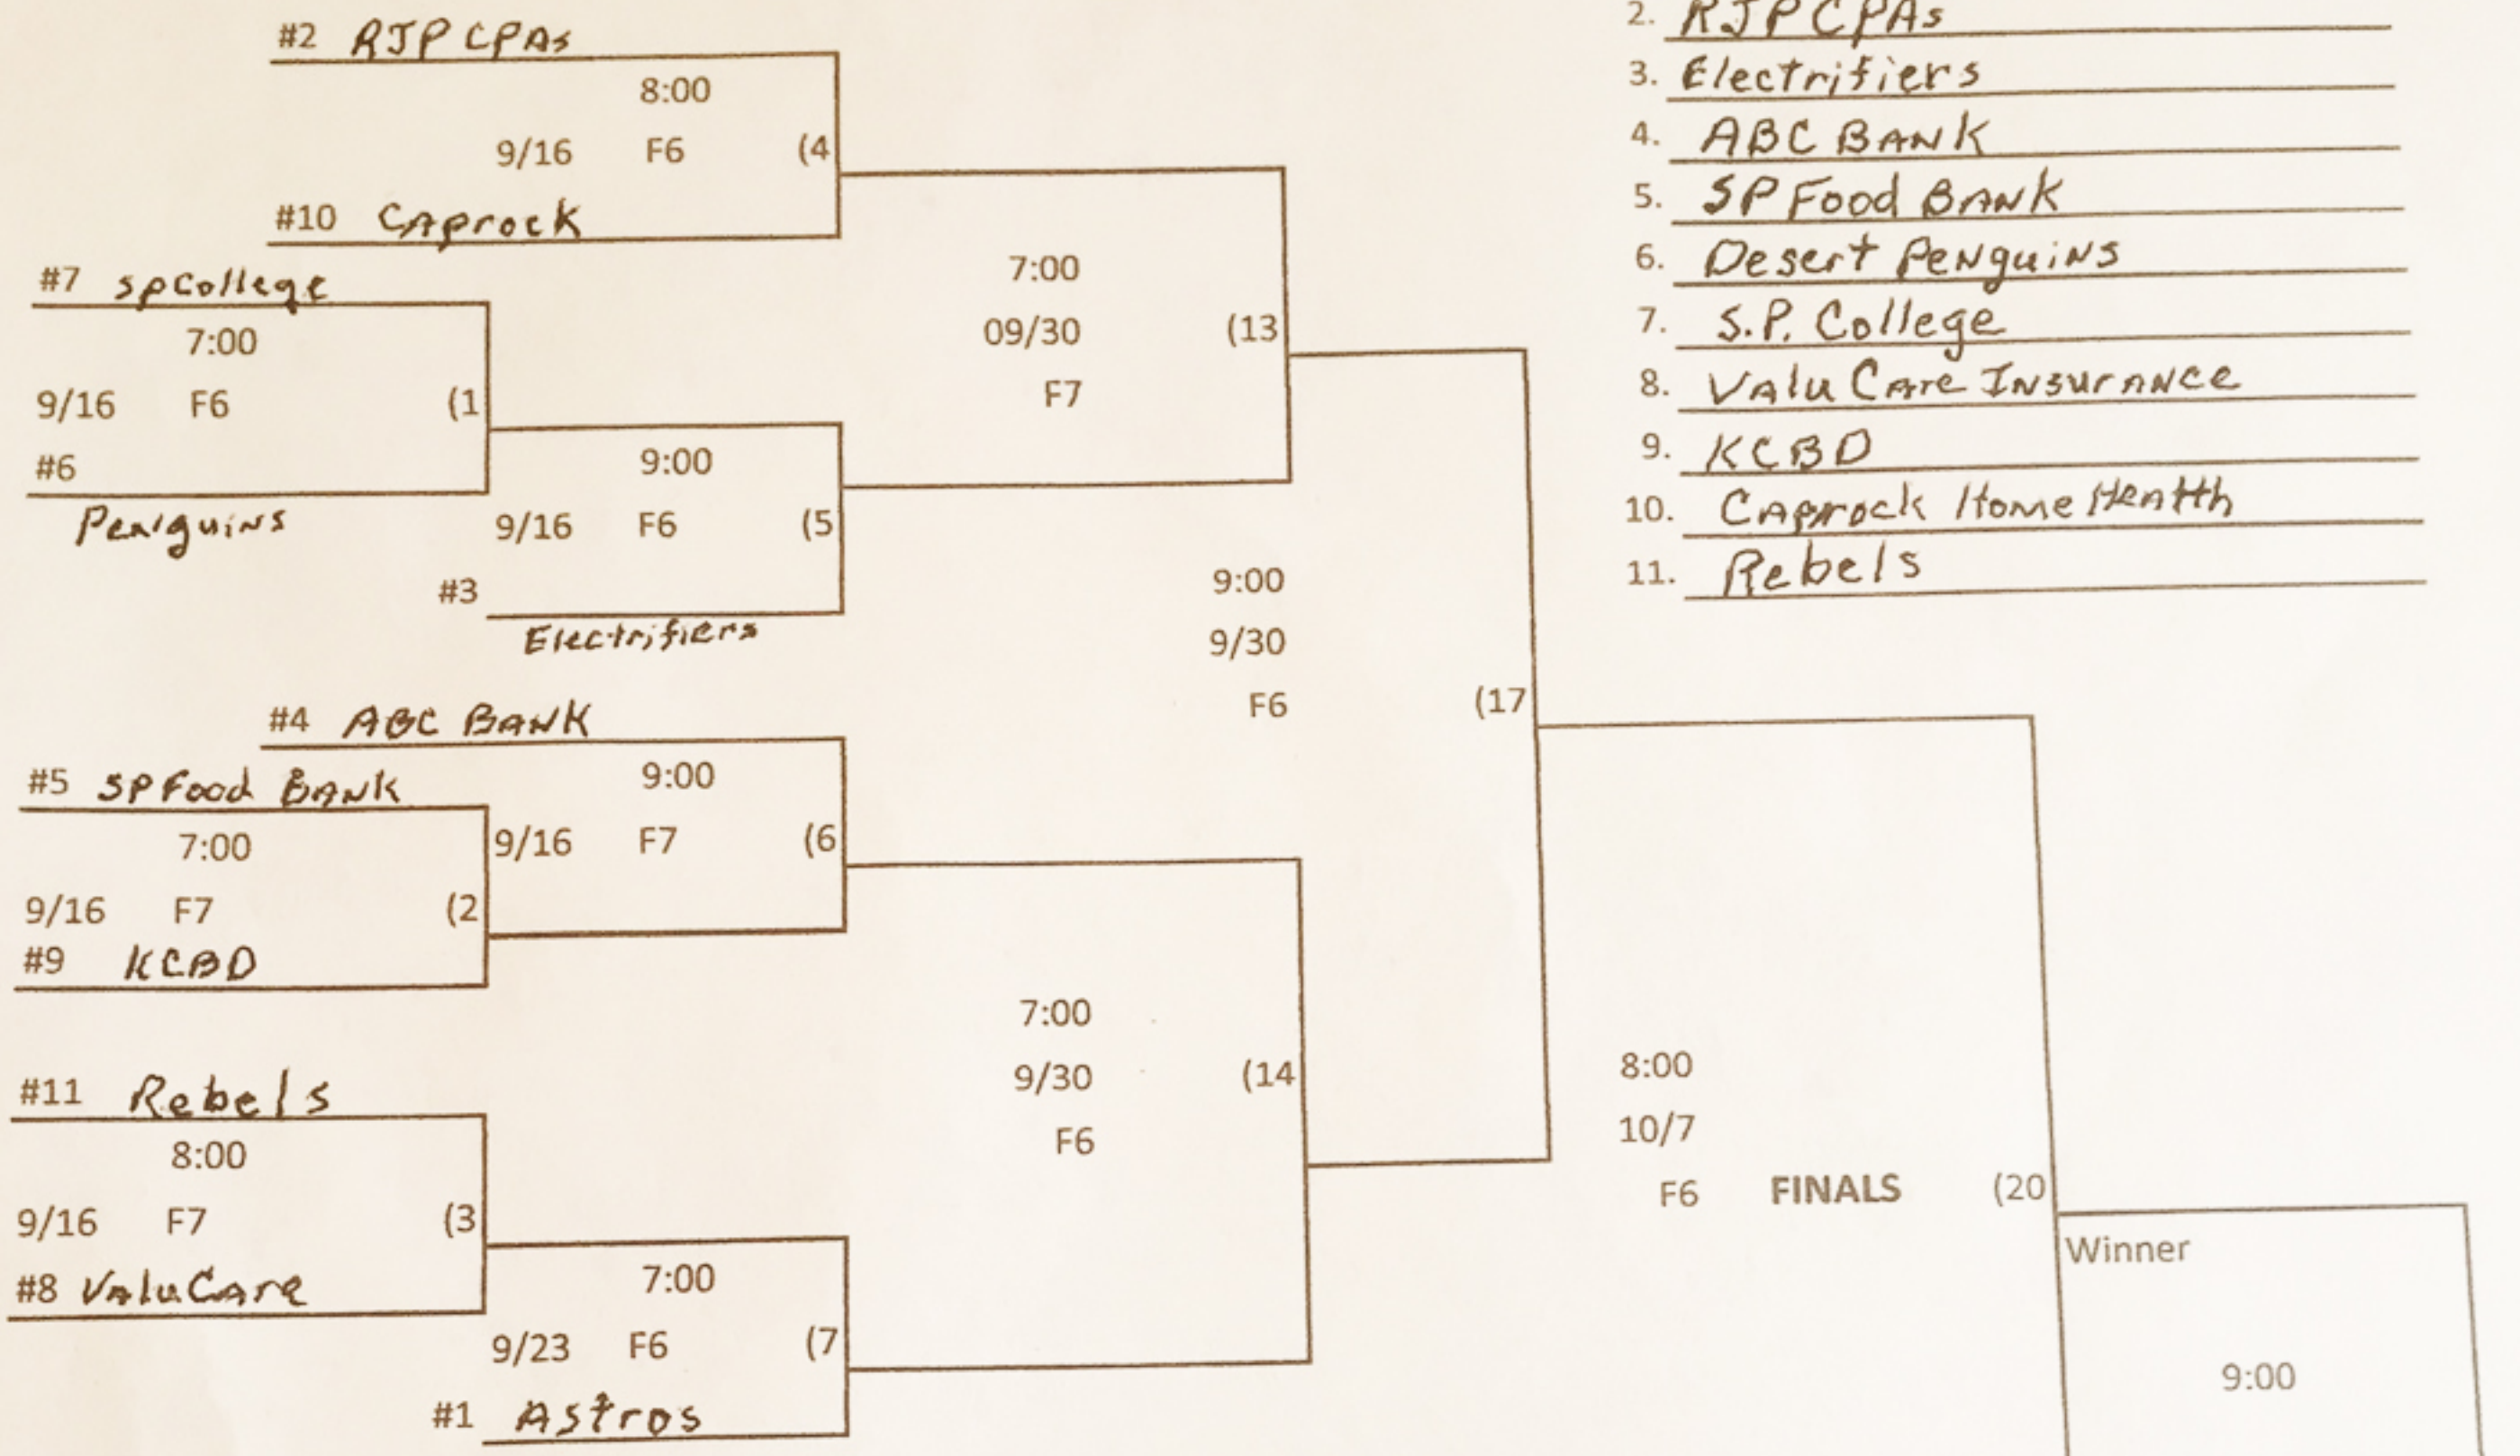 #2 RJP CPAs
8:00
9/16 F6 (4
#10 Caprock
#7 SP College
7:00
9/16 F6 (1
#6
Penguins
9:00
9/16 F6 (5
#3
Electrifiers
7:00
09/30 (13
F7
#4 ABC BANK
#5 SP Food BANK
9:00
7:00
9/16 F7 (6
9/16 F7 (2
#9 KCBD
9:00
9/30
F6 (17
#11 Rebels
8:00
9/16 F7 (3
#8 ValuCare
7:00
9/23 F6 (7
#1 Astros
7:00
9/30 (14
F6
8:00
10/7
F6 FINALS (20
Winner
9:00
2. RJP CPAs
3. Electrifiers
4. ABC BANK
5. SP Food BANK
6. Desert Penguins
7. S.P. College
8. Valu Care Insurance
9. KCBD
10. Caprock Home Health
11. Rebels